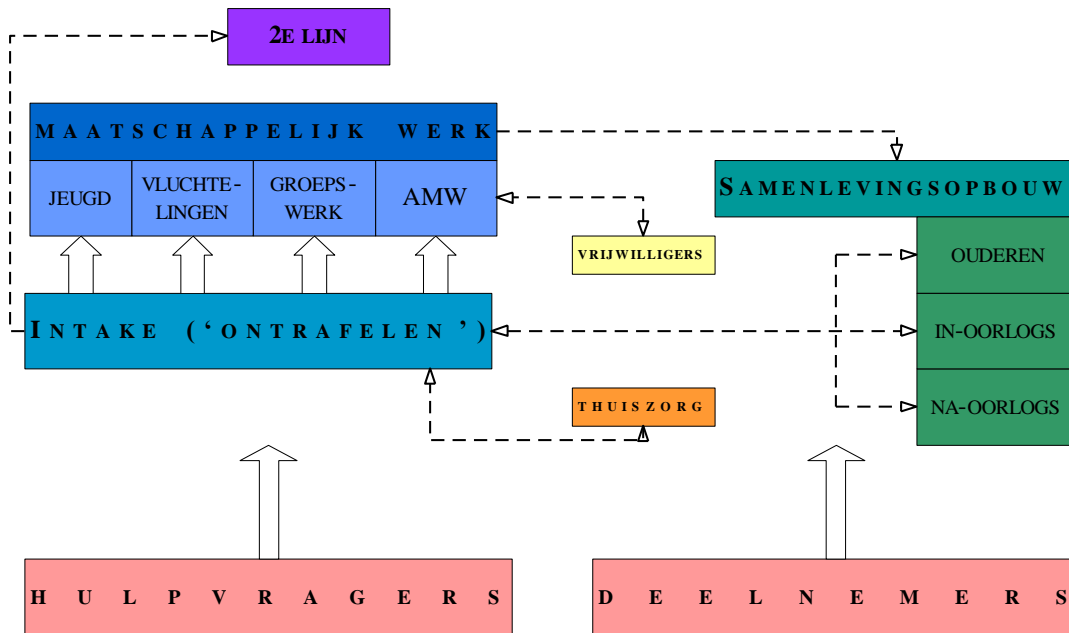 2E LIJN
MAATSCHAPPELIJK WERK
JEUGD
VLUCHTE-
LINGEN
GROEPS-
WERK
AMW
SAMENLEVINGSOPBOUW
VRIJWILLIGERS
OUDEREN
INTAKE (‘ONTRAFELEN’)
IN-OORLOGS
THUISZORG
NA-OORLOGS
HULPVRAGERS
DEELNEMERS